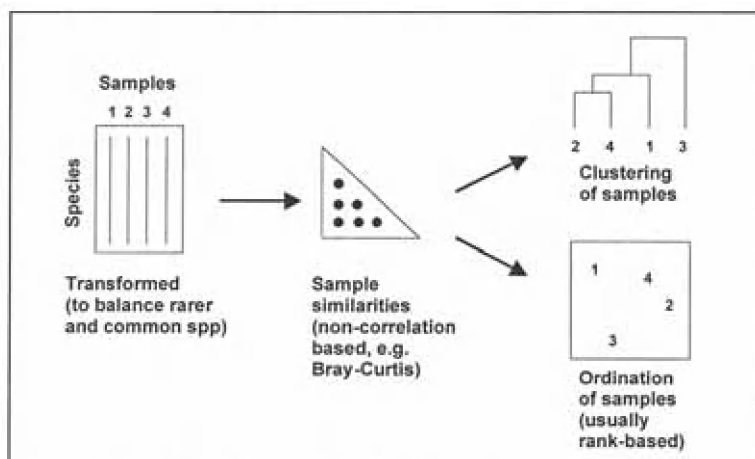 Samples
1 2 3 4
Species
Transformed
(to balance rarer
and common spp)
Sample
similarities
(non-correlation
based, e.g.
Bray-Curtis)
2 4 1 3
Clustering
of samples
1
4
2
3
Ordination
of samples
(usually
rank-based)